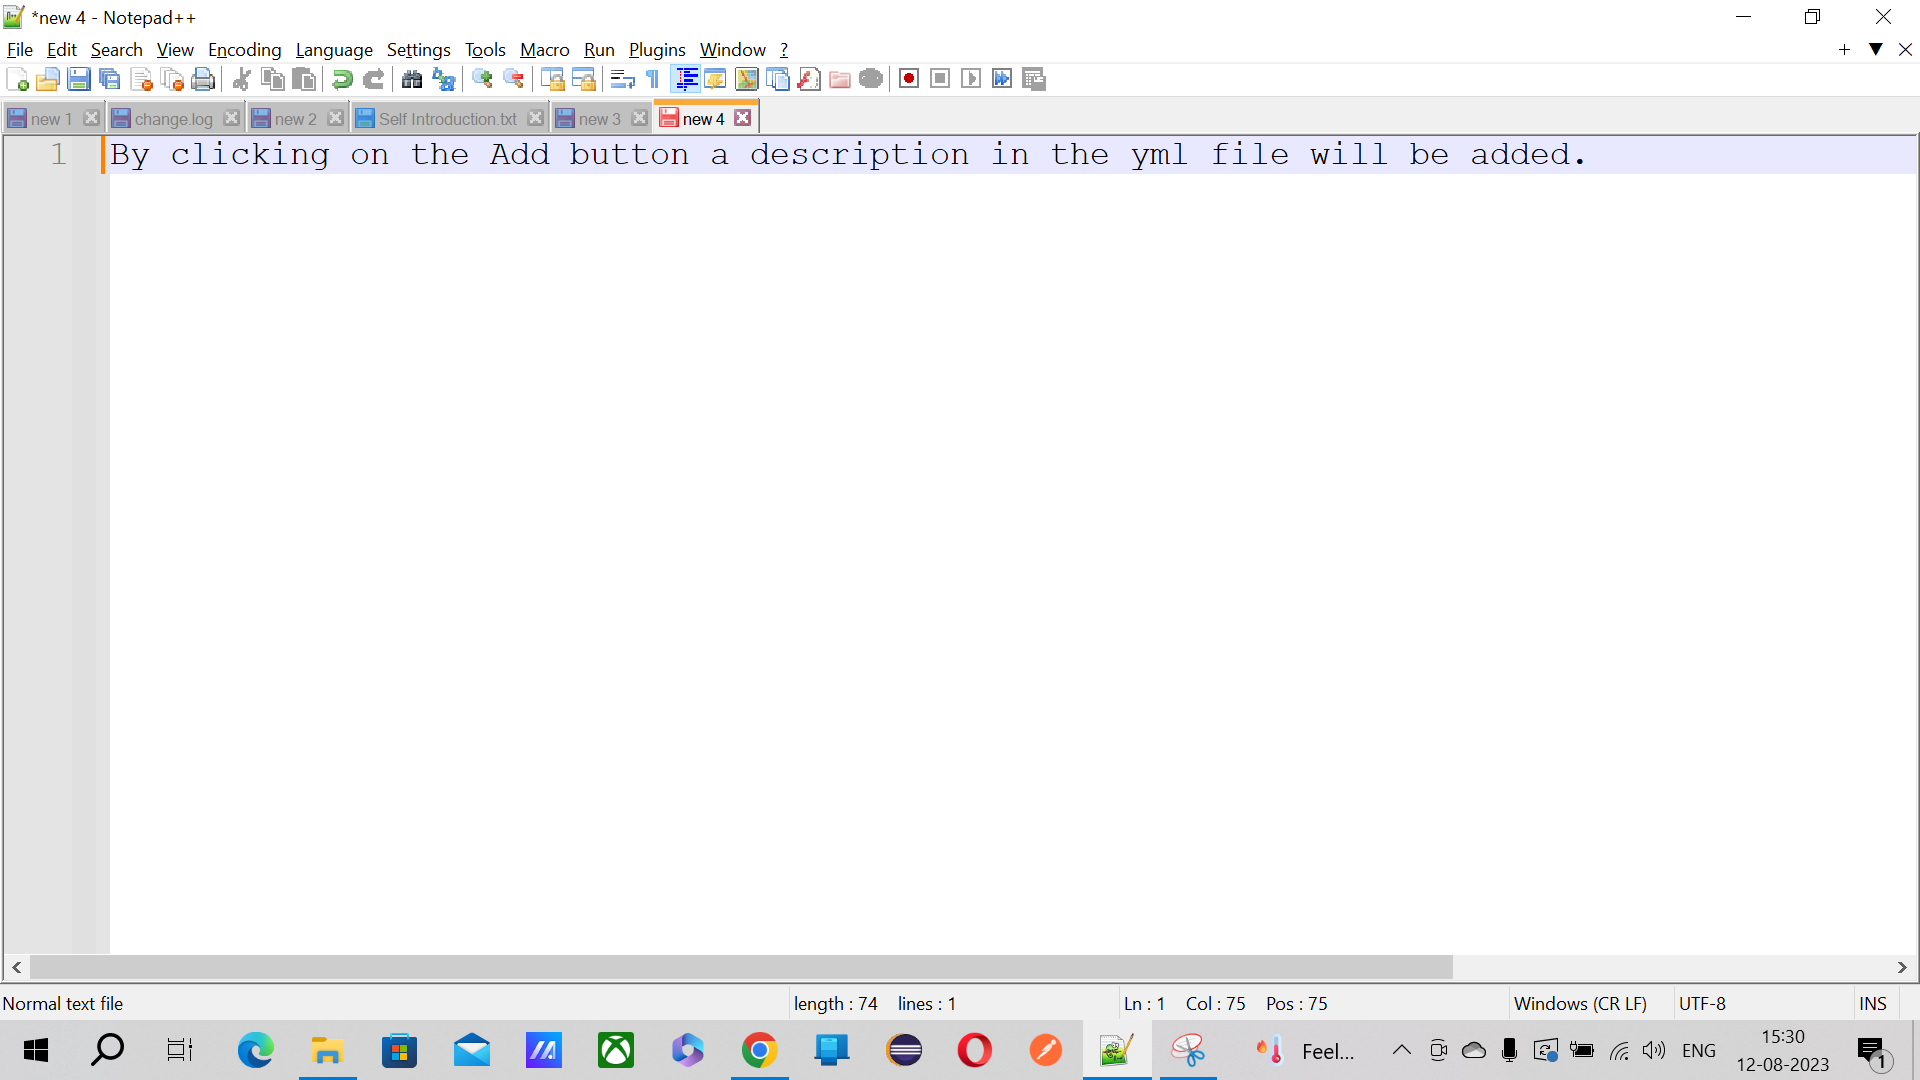 *new 4 - Notepad++
File Edit Search View Encoding Language Settings Tools Macro Run Plugins Window ?
new 1 change.log new 2 Self Introduction.txt new 3 new 4
1 By clicking on the Add button a description in the yml file will be added.
Normal text file length : 74 lines : 1 Ln : 1 Col : 75 Pos : 75 Windows (CR LF) UTF-8 INS
Feel... ENG 15:30
12-08-2023 1